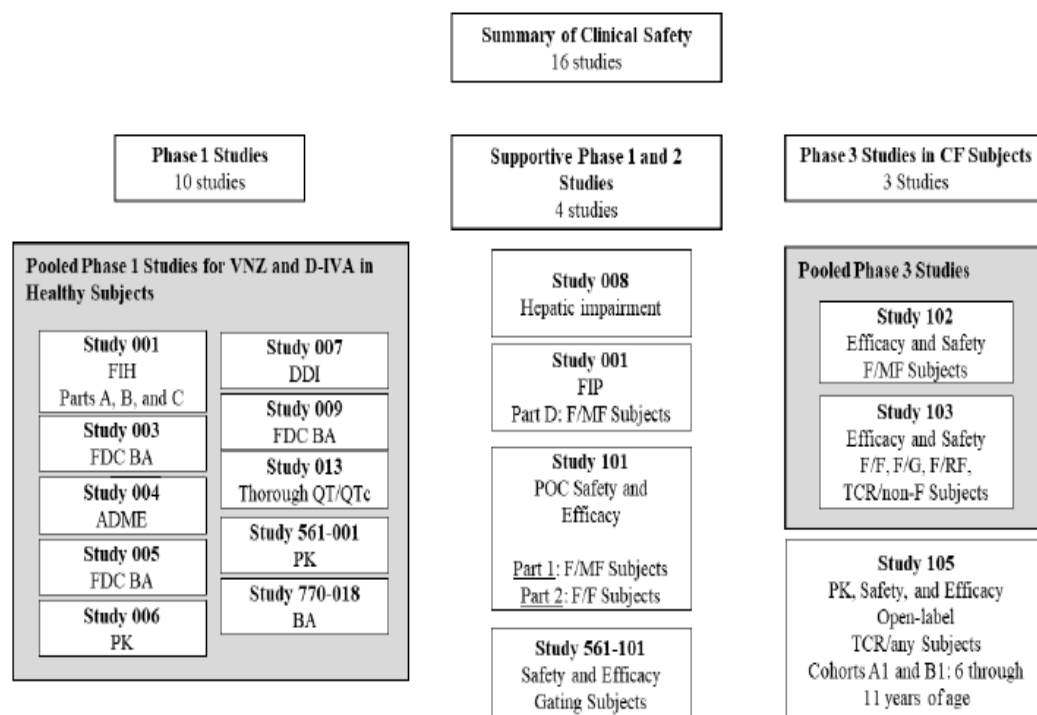 Summary of Clinical Safety
16 studies
Phase 1 Studies
10 studies
Supportive Phase 1 and 2
Studies
4 studies
Phase 3 Studies in CF Subjects
3 Studies
Pooled Phase 1 Studies for VNZ and D-IVA in
Healthy Subjects
Study 001
FIH
Parts A, B, and C
Study 003
FDC BA
Study 004
ADME
Study 005
FDC BA
Study 006
PK
Study 007
DDI
Study 009
FDC BA
Study 013
Thorough QT/QTc
Study 561-001
PK
Study 770-018
BA
Study 008
Hepatic impairment
Study 001
FIP
Part D: F/MF Subjects
Study 101
POC Safety and
Efficacy
Part 1: F/MF Subjects
Part 2: F/F Subjects
Study 561-101
Safety and Efficacy
Gating Subjects
Pooled Phase 3 Studies
Study 102
Efficacy and Safety
F/MF Subjects
Study 103
Efficacy and Safety
F/F, F/G, F/RF,
TCR/non-F Subjects
Study 105
PK, Safety, and Efficacy
Open-label
TCR/any Subjects
Cohorts A1 and B1: 6 through
11 years of age